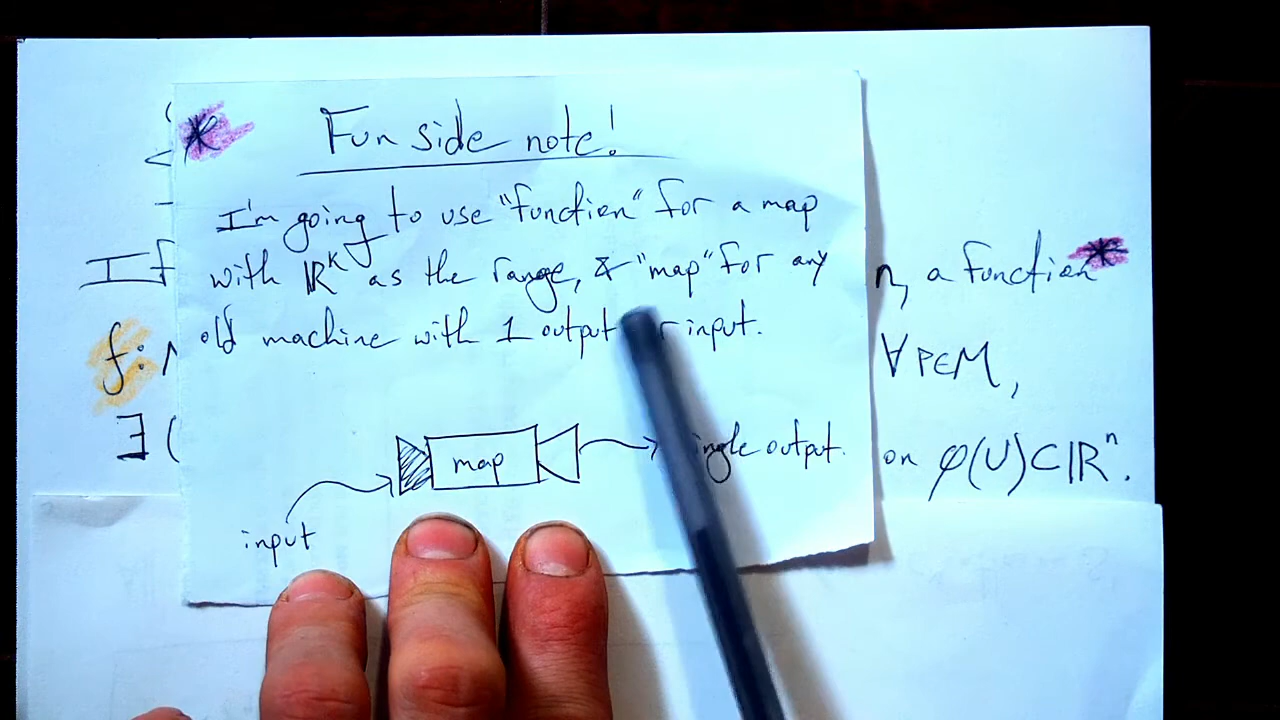 * Fun side note!
I'm going to use "function" for a map
with ℝᵏ as the range, & "map" for any
old machine with 1 output input.
If n, a function*
f: ∀ P∈M,
∃ ( on φ(U)⊂ℝⁿ.
map
output.
input